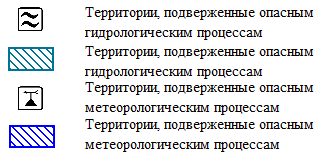 Территории, подверженные опасным
гидрологическим процессам
Территории, подверженные опасным
гидрологическим процессам
Территории, подверженные опасным
метеорологическим процессам
Территории, подверженные опасным
метеорологическим процессам